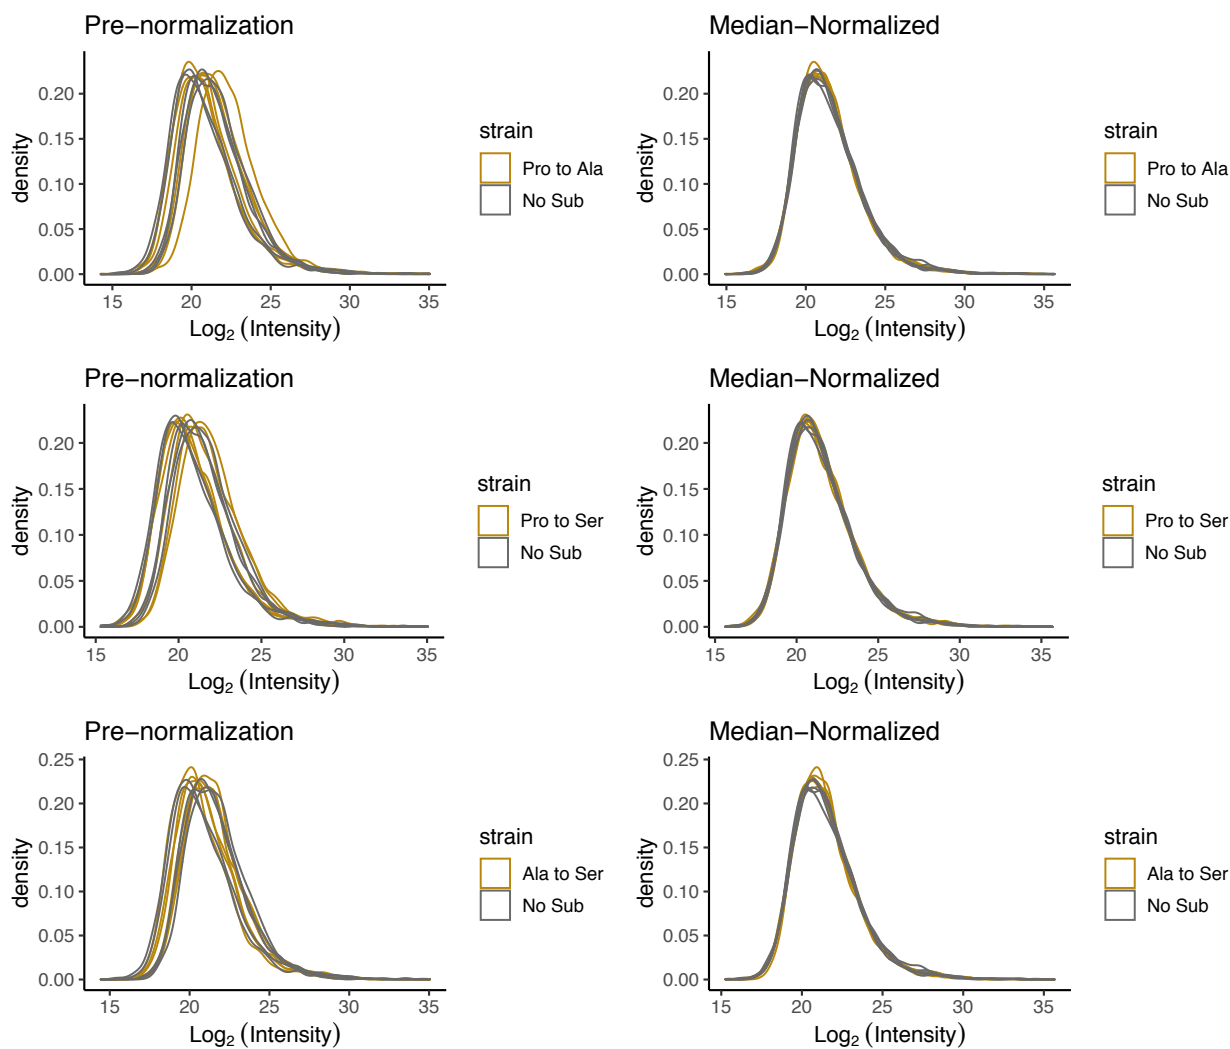 Pre−normalization
density
0.20
0.15
0.10
0.05
0.00
15 20 25 30 35
Log₂ (Intensity)
strain
Pro to Ala
No Sub
Median−Normalized
density
0.20
0.15
0.10
0.05
0.00
15 20 25 30 35
Log₂ (Intensity)
strain
Pro to Ala
No Sub
Pre−normalization
density
0.20
0.15
0.10
0.05
0.00
15 20 25 30 35
Log₂ (Intensity)
strain
Pro to Ser
No Sub
Median−Normalized
density
0.20
0.15
0.10
0.05
0.00
15 20 25 30 35
Log₂ (Intensity)
strain
Pro to Ser
No Sub
Pre−normalization
density
0.25
0.20
0.15
0.10
0.05
0.00
15 20 25 30 35
Log₂ (Intensity)
strain
Ala to Ser
No Sub
Median−Normalized
density
0.25
0.20
0.15
0.10
0.05
0.00
15 20 25 30 35
Log₂ (Intensity)
strain
Ala to Ser
No Sub